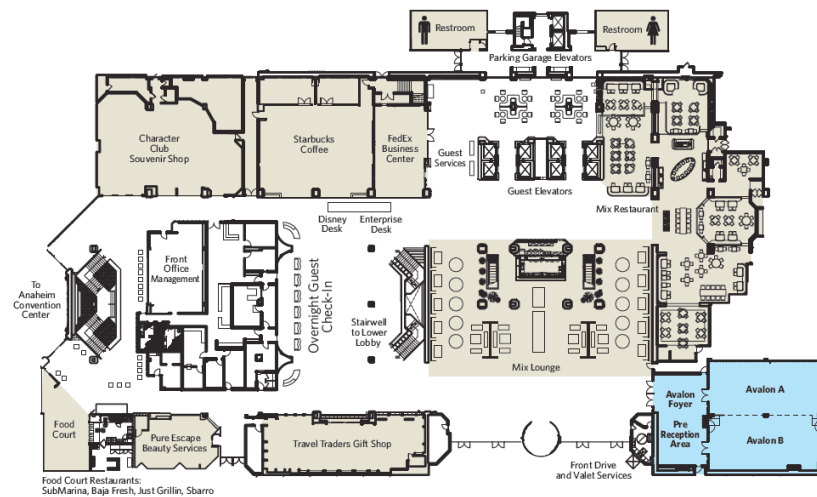 Restroom
Restroom
Parking Garage Elevators
Character
Club
Souvenir Shop
Starbucks
Coffee
FedEx
Business
Center
Guest
Services
Guest Elevators
Mix Restaurant
Disney
Desk
Enterprise
Desk
To
Anaheim
Convention
Center
Front
Office
Management
Overnight Guest
Check-In
Stairwell
to Lower
Lobby
Mix Lounge
Avalon
Foyer
Pre
Reception
Area
Avalon A
Avalon B
Food
Court
Pure Escape
Beauty Services
Travel Traders Gift Shop
Front Drive
and Valet Services
Food Court Restaurants:
SubMarina, Baja Fresh, Just Grillin, Sbarro